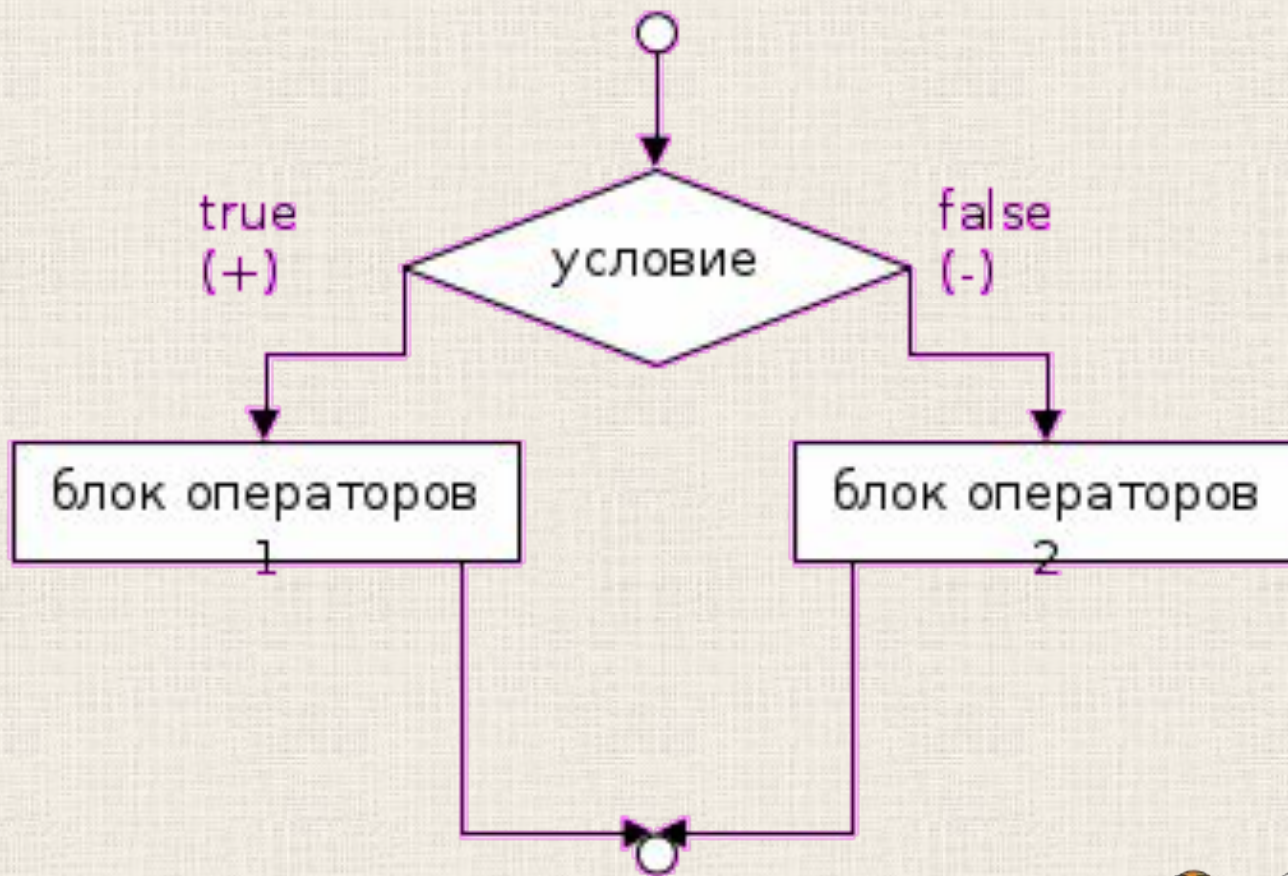 условие
true
(+)
false
(-)
блок операторов
1
блок операторов
2